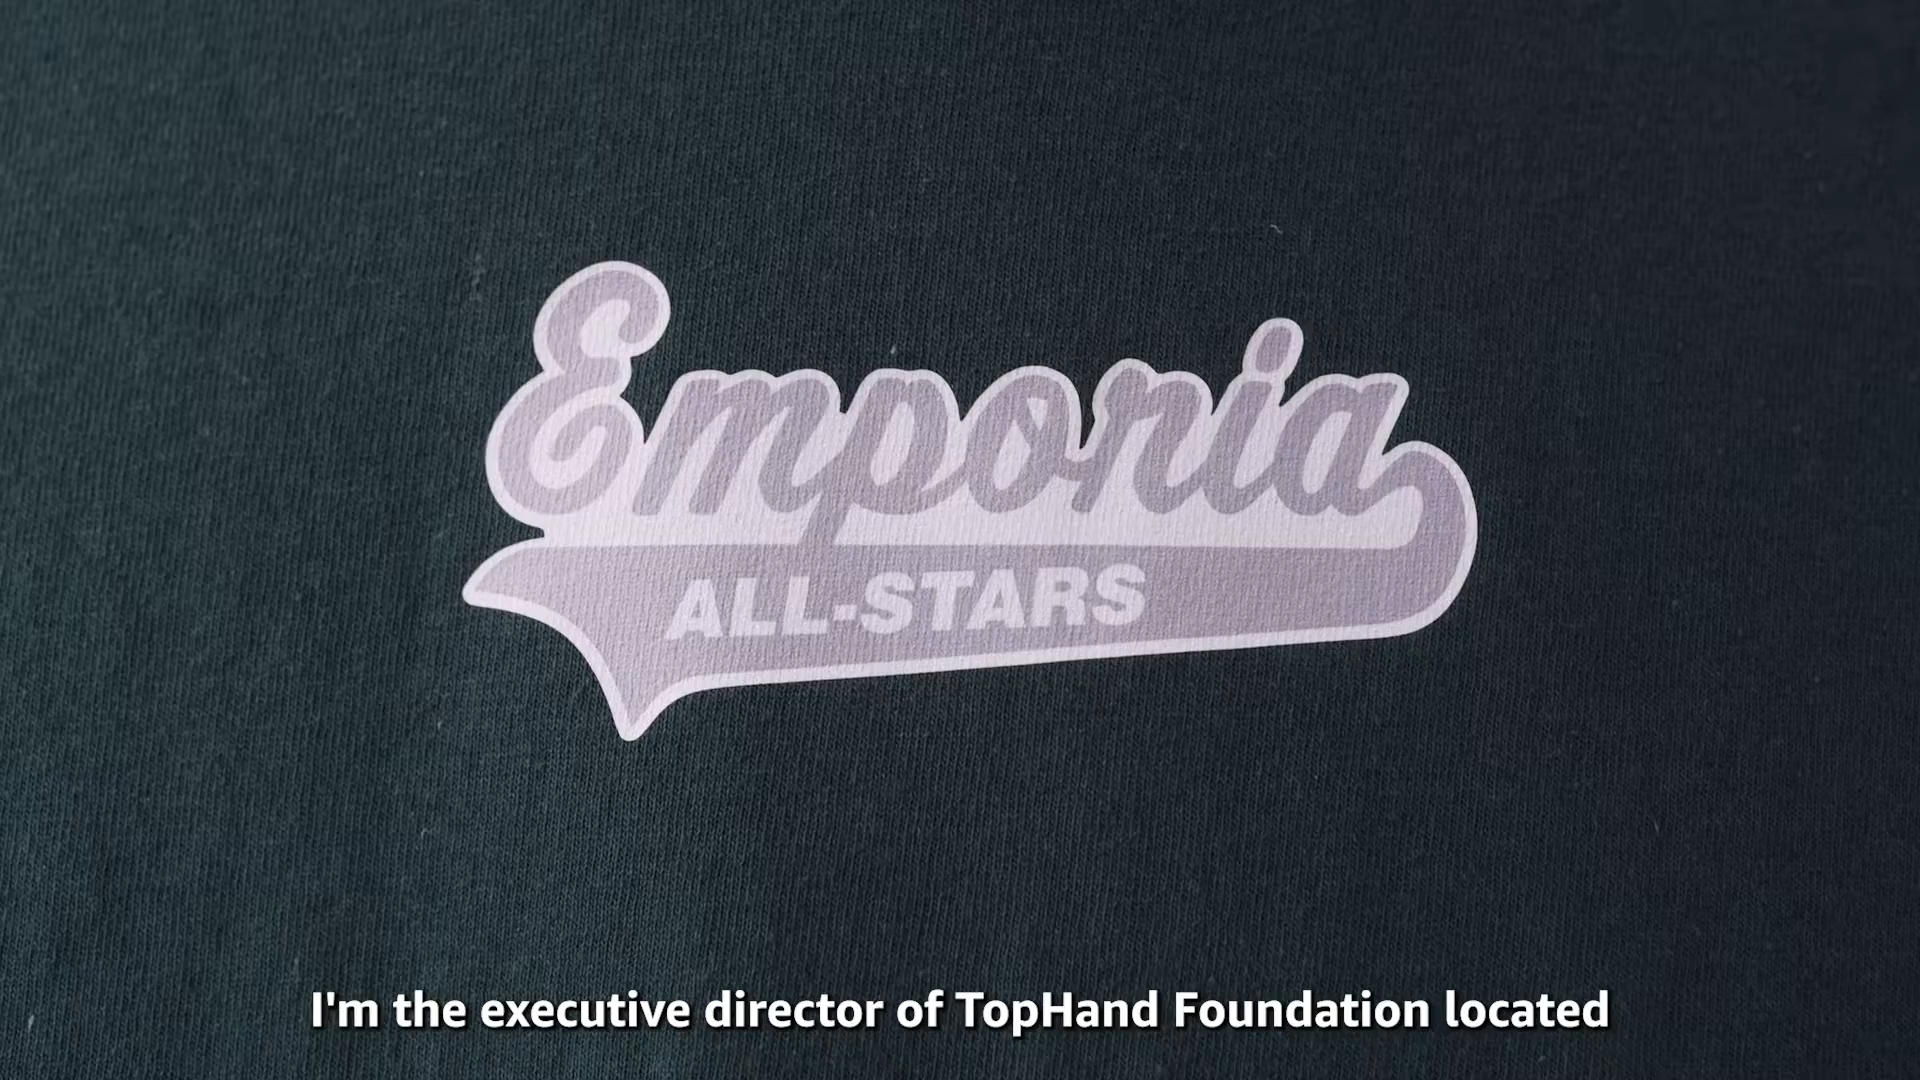 Emporia
ALL-STARS
I'm the executive director of TopHand Foundation located